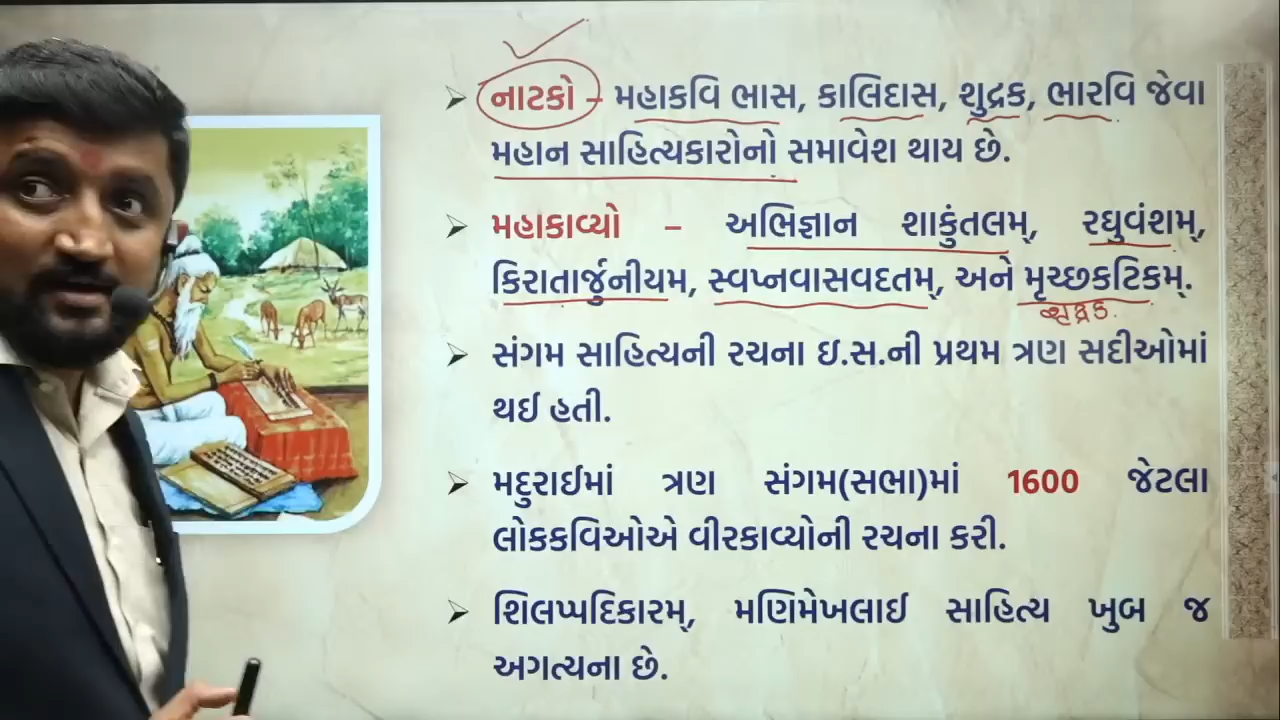 ➢ નાટકો – મહાકવિ ભાસ, કાલિદાસ, શુદ્રક, ભારવિ જેવા
મહાન સાહિત્યકારોનો સમાવેશ થાય છે.
➢ મહાકાવ્યો – અભિજ્ઞાન શાકુંતલમ્, રઘુવંશમ્,
કિરાતાર્જુનીયમ, સ્વપ્નવાસવદતમ્, અને મૃચ્છકટિકમ્.
શુદ્રક.
➢ સંગમ સાહિત્યની રચના ઇ.સ.ની પ્રથમ ત્રણ સદીઓમાં
થઈ હતી.
➢ મદુરાઈમાં ત્રણ સંગમ(સભા)માં 1600 જેટલા
લોકકવિઓએ વીરકાવ્યોની રચના કરી.
➢ શિલપ્પદિકારમ્, મણિમેખલાઈ સાહિત્ય ખુબ જ
અગત્યના છે.